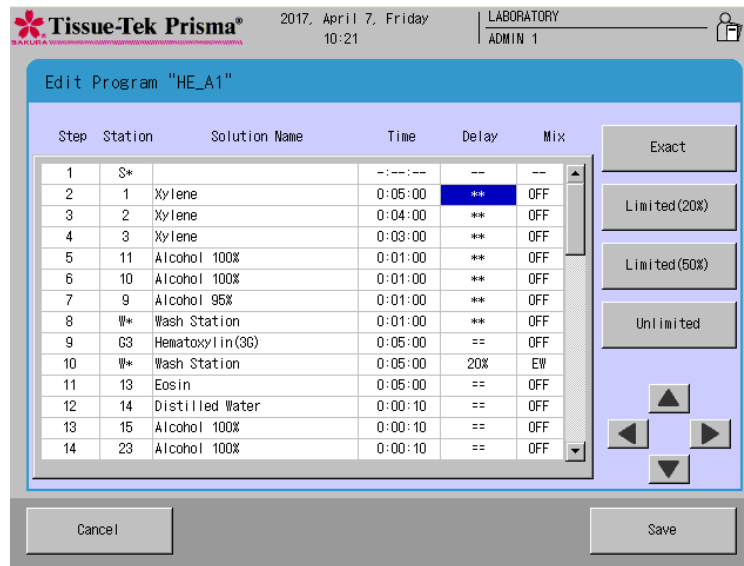 Tissue-Tek Prisma®
SAKURA
2017, April 7, Friday
10:21
LABORATORY
ADMIN 1
Edit Program "HE_A1"
Step Station Solution Name Time Delay Mix
1 S* -:--:-- -- --
2 1 Xylene 0:05:00 ** OFF
3 2 Xylene 0:04:00 ** OFF
4 3 Xylene 0:03:00 ** OFF
5 11 Alcohol 100% 0:01:00 ** OFF
6 10 Alcohol 100% 0:01:00 ** OFF
7 9 Alcohol 95% 0:01:00 ** OFF
8 W* Wash Station 0:01:00 ** OFF
9 G3 Hematoxylin(3G) 0:05:00 == OFF
10 W* Wash Station 0:05:00 20% EW
11 13 Eosin 0:05:00 == OFF
12 14 Distilled Water 0:00:10 == OFF
13 15 Alcohol 100% 0:00:10 == OFF
14 23 Alcohol 100% 0:00:10 == OFF
Exact
Limited(20%)
Limited(50%)
Unlimited
Cancel
Save